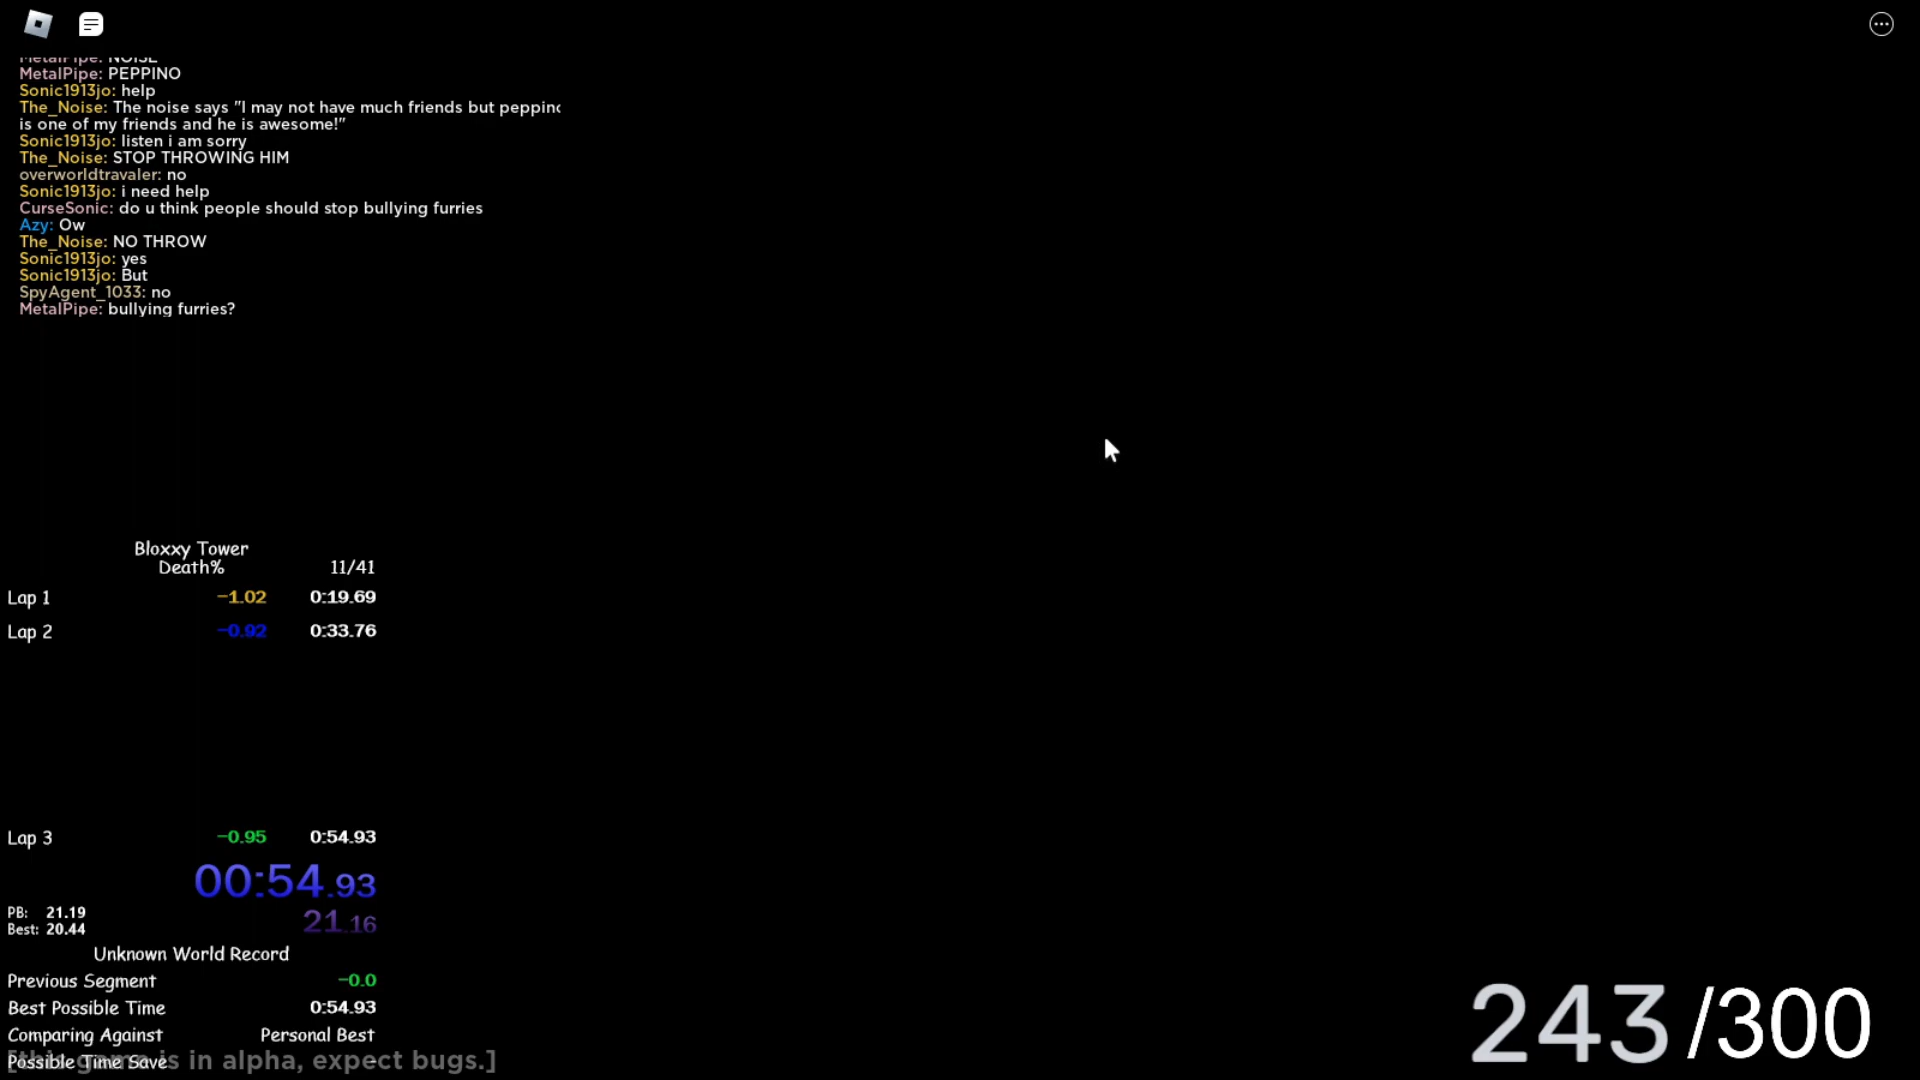 MetalPipe: NOISE
MetalPipe: PEPPINO
Sonic1913jo: help
The_Noise: The noise says "I may not have much friends but peppino
is one of my friends and he is awesome!"
Sonic1913jo: listen i am sorry
The_Noise: STOP THROWING HIM
overworldtravaler: no
Sonic1913jo: i need help
CurseSonic: do u think people should stop bullying furries
Azy: Ow
The_Noise: NO THROW
Sonic1913jo: yes
Sonic1913jo: But
SpyAgent_1033: no
MetalPipe: bullying furries?
Bloxxy Tower
Death% 11/41
Lap 1 −1.02 0:19.69
Lap 2 −0.92 0:33.76
Lap 3 −0.95 0:54.93
00:54.93
PB: 21.19
21.16
Best: 20.44
Unknown World Record
Previous Segment −0.0
Best Possible Time 0:54.93
Comparing Against Personal Best
Possible Time Save -
[this game is in alpha, expect bugs.]
243/300